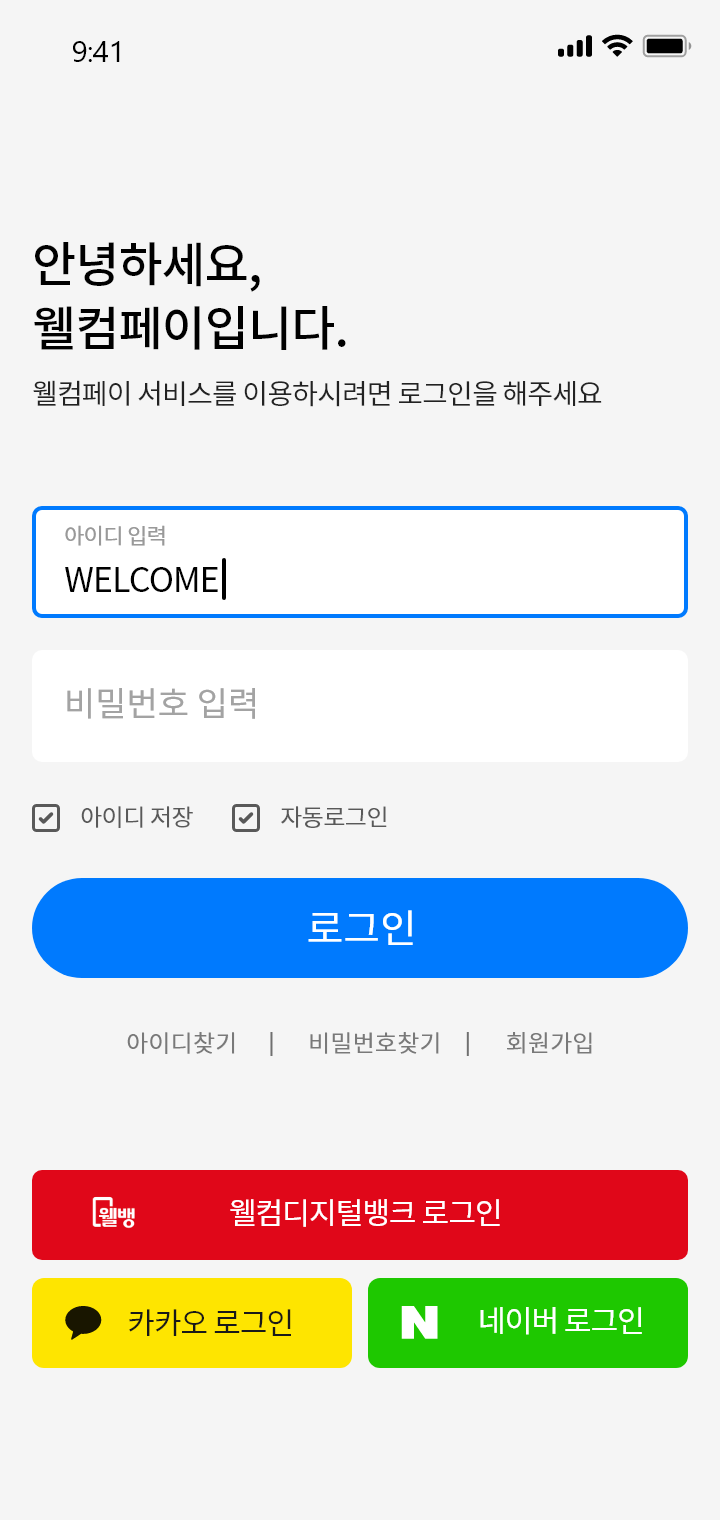 9:41
안녕하세요,
웰컴페이입니다.
웰컴페이 서비스를 이용하시려면 로그인을 해주세요
아이디 입력
WELCOME
비밀번호 입력
아이디 저장 자동로그인
로그인
아이디찾기 | 비밀번호찾기 | 회원가입
웰뱅 웰컴디지털뱅크 로그인
카카오 로그인 N 네이버 로그인